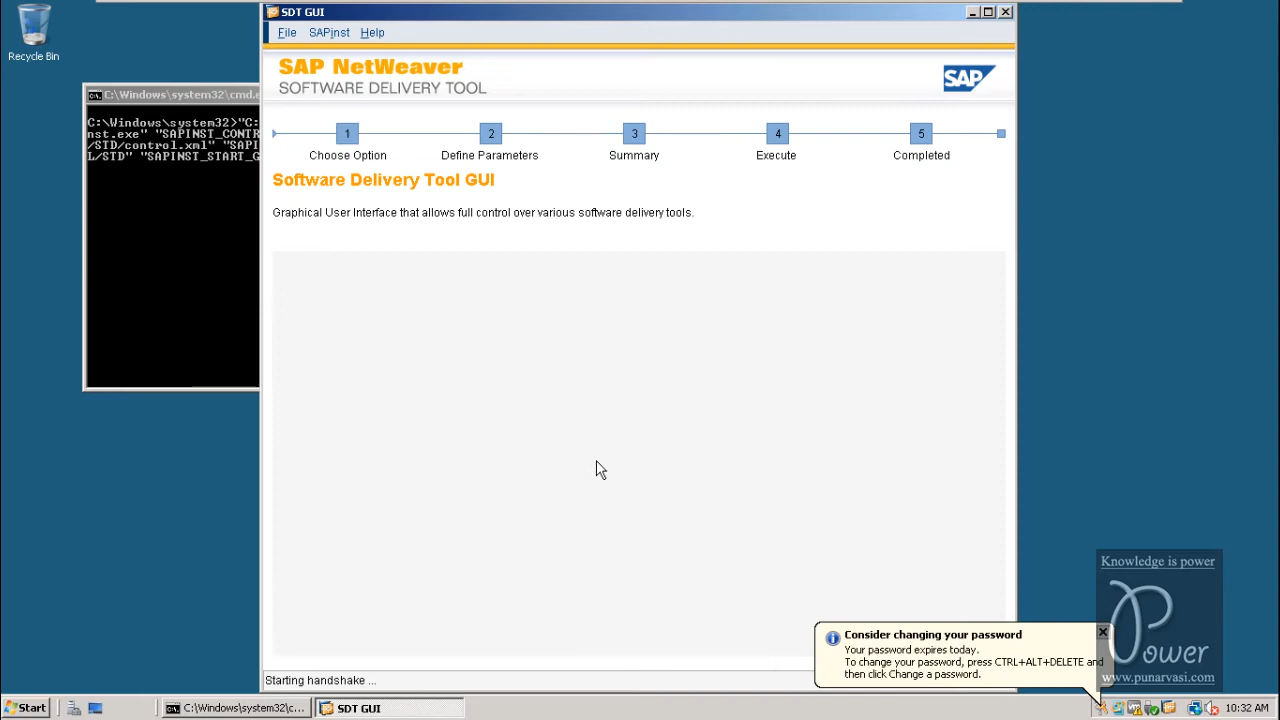 SDT GUI
Recycle Bin
File SAPinst Help
SAP NetWeaver
SOFTWARE DELIVERY TOOL
SAP
C:\Windows\system32\cmd.e
C:\Windows\system32>"C:
nst.exe" "SAPINST_CONTR
/STD/control.xml" "SAPI
L/STD" "SAPINST_START_G
1 2 3 4 5
Choose Option Define Parameters Summary Execute Completed
Software Delivery Tool GUI
Graphical User Interface that allows full control over various software delivery tools.
Knowledge is power
Power
www.punarvasi.com
Consider changing your password
Your password expires today.
To change your password, press CTRL+ALT+DELETE and
then click Change a password.
Starting handshake ...
Start
C:\Windows\system32\c...
SDT GUI
10:32 AM